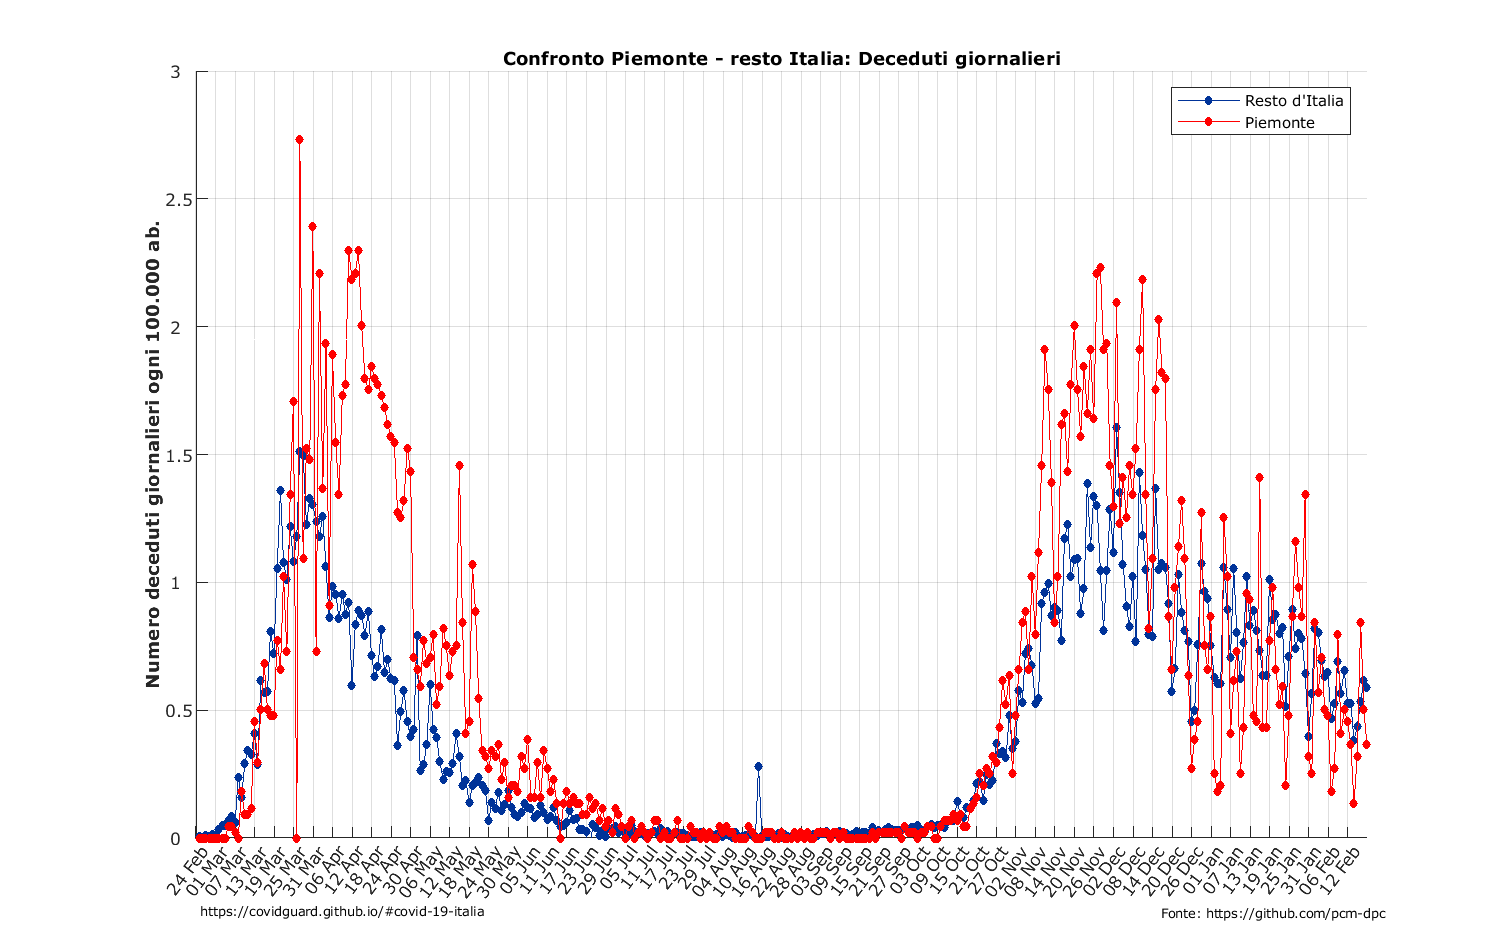 Confronto Piemonte - resto Italia: Deceduti giornalieri
Numero deceduti giornalieri ogni 100.000 ab.
3
2.5
2
1.5
1
0.5
0
Resto d'Italia
Piemonte
24 Feb
01 Mar
07 Mar
13 Mar
19 Mar
25 Mar
31 Mar
06 Apr
12 Apr
18 Apr
24 Apr
30 Apr
06 May
12 May
18 May
24 May
30 May
05 Jun
11 Jun
17 Jun
23 Jun
29 Jun
05 Jul
11 Jul
17 Jul
23 Jul
29 Jul
04 Aug
10 Aug
16 Aug
22 Aug
28 Aug
03 Sep
09 Sep
15 Sep
21 Sep
27 Sep
03 Oct
09 Oct
15 Oct
21 Oct
27 Oct
02 Nov
08 Nov
14 Nov
20 Nov
26 Nov
02 Dec
08 Dec
14 Dec
20 Dec
26 Dec
01 Jan
07 Jan
13 Jan
19 Jan
25 Jan
31 Jan
06 Feb
12 Feb
https://covidguard.github.io/#covid-19-italia
Fonte: https://github.com/pcm-dpc